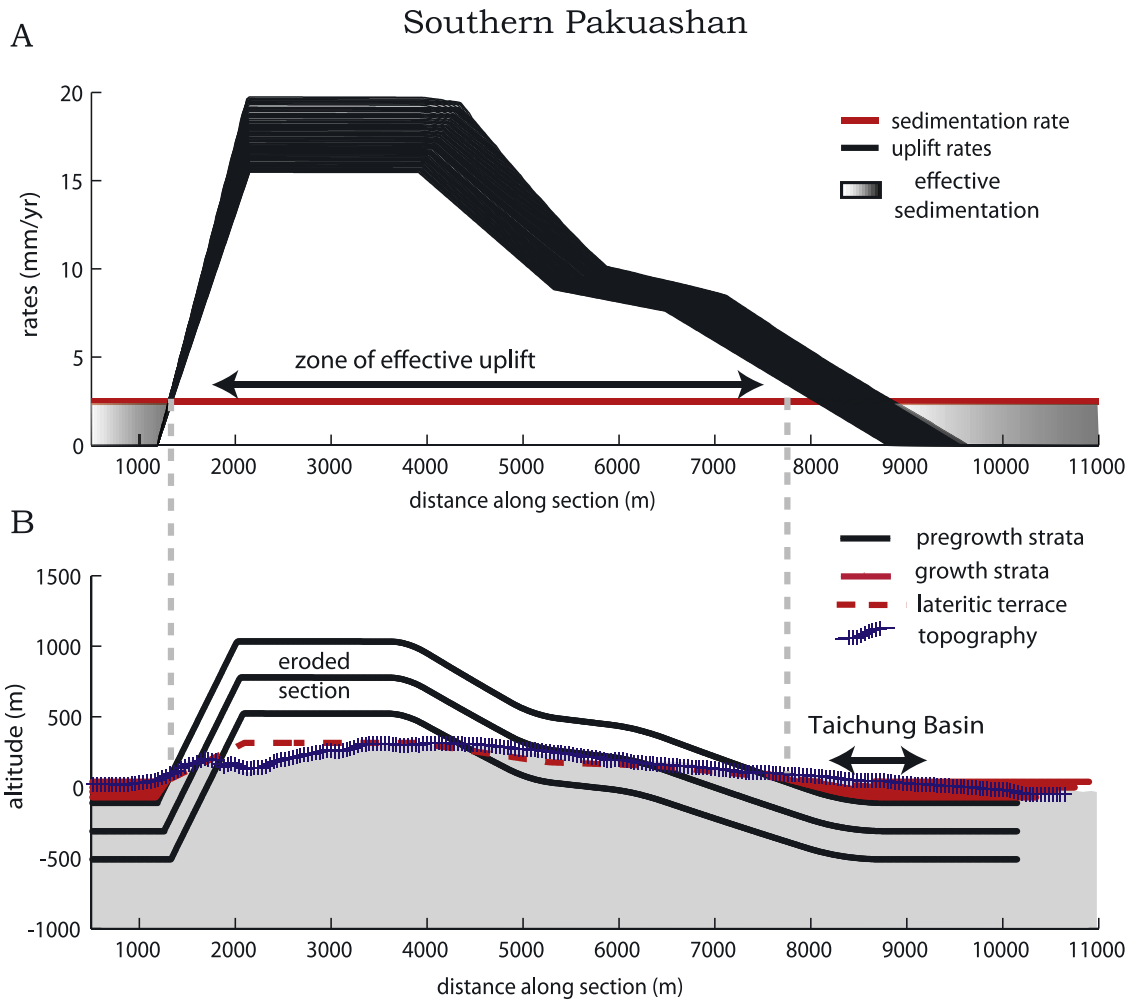 Southern Pakuashan
A
20
15
10
5
0
rates (mm/yr)
sedimentation rate
uplift rates
effective
sedimentation
zone of effective uplift
1000 2000 3000 4000 5000 6000 7000 8000 9000 10000 11000
distance along section (m)
B
pregrowth strata
growth strata
lateritic terrace
topography
1500
1000
500
0
-500
-1000
altitude (m)
eroded
section
Taichung Basin
1000 2000 3000 4000 5000 6000 7000 8000 9000 10000 11000
distance along section (m)